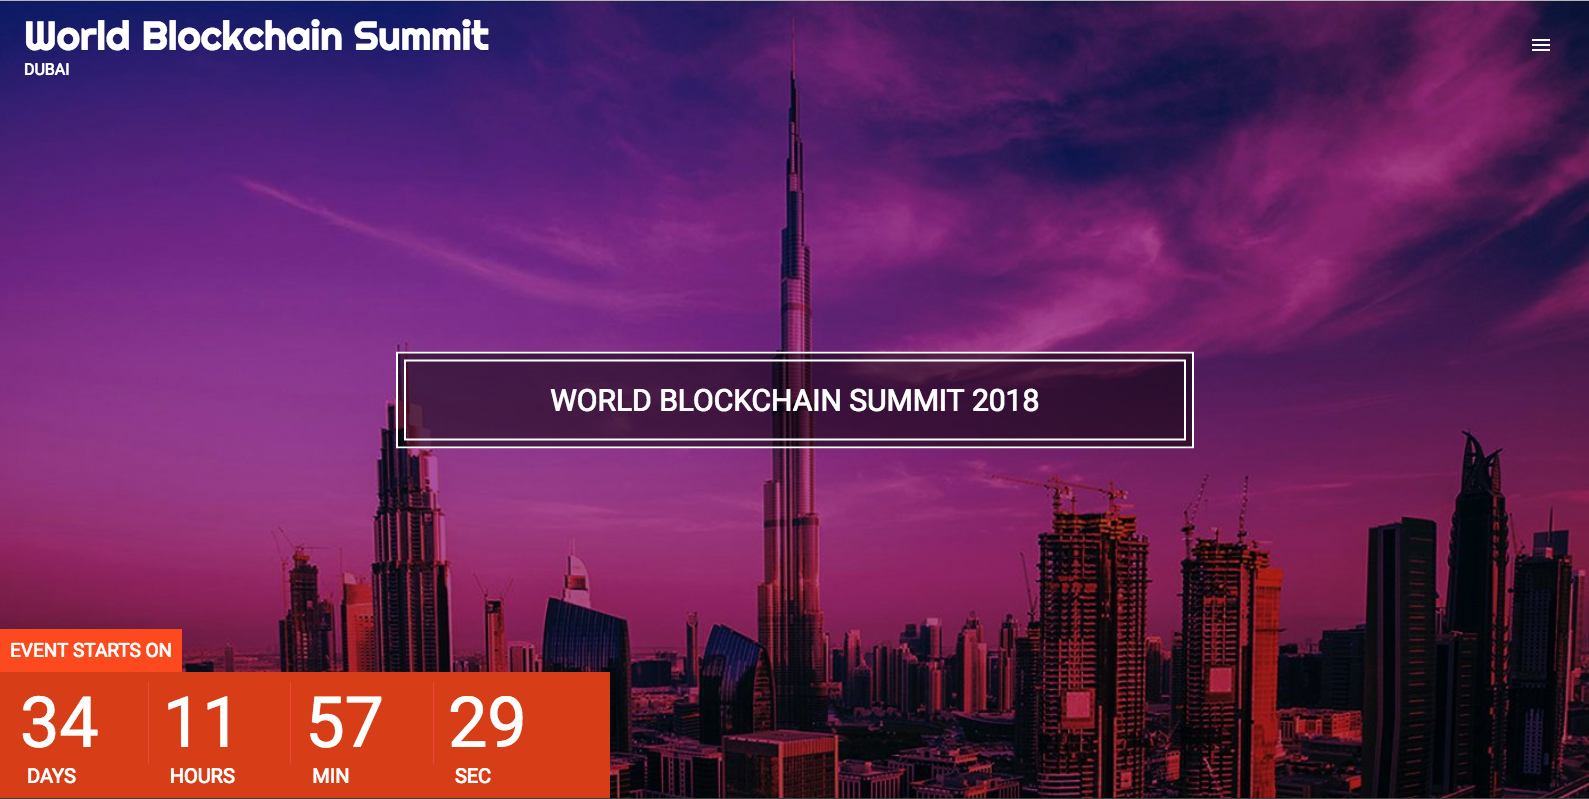 World Blockchain Summit
DUBAI
WORLD BLOCKCHAIN SUMMIT 2018
EVENT STARTS ON
34 11 57 29
DAYS HOURS MIN SEC